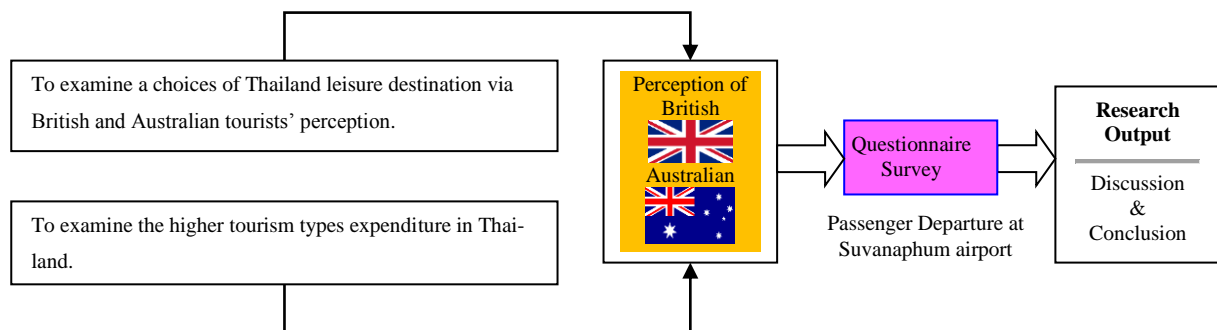 To examine a choices of Thailand leisure destination via
British and Australian tourists’ perception.
To examine the higher tourism types expenditure in Thai-
land.
Perception of
British
Australian
Questionnaire
Survey
Passenger Departure at
Suvanaphum airport
Research
Output
Discussion
&
Conclusion